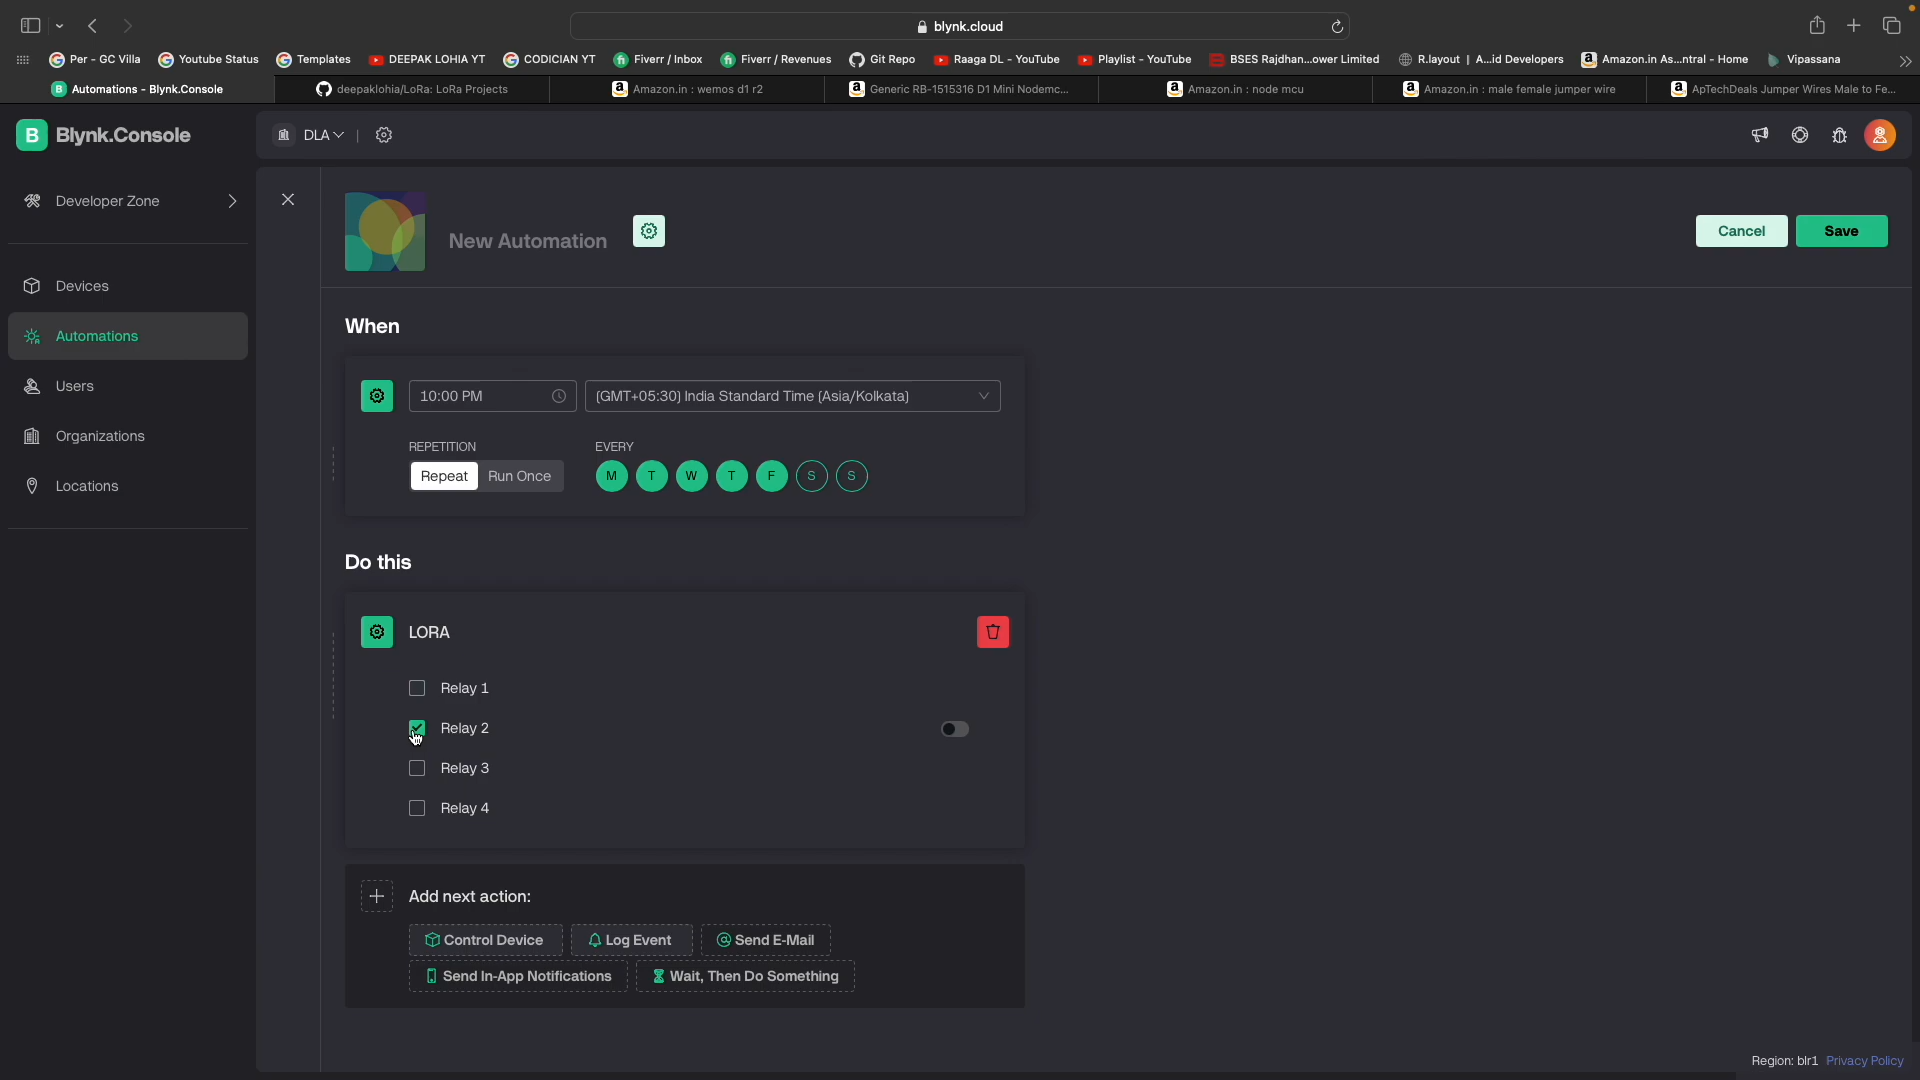 blynk.cloud
Per - GC Villa Youtube Status Templates DEEPAK LOHIA YT CODICIAN YT Fiverr / Inbox Fiverr / Revenues Git Repo Raaga DL - YouTube Playlist - YouTube BSES Rajdhan...ower Limited R.layout | A...id Developers Amazon.in As...ntral - Home Vipassana
Automations - Blynk.Console deepaklohia/LoRa: LoRa Projects Amazon.in : wemos d1 r2 Generic RB-1515316 D1 Mini Nodemc... Amazon.in : node mcu Amazon.in : male female jumper wire ApTechDeals Jumper Wires Male to Fe...
B Blynk.Console
DLA
Developer Zone
Devices
Automations
Users
Organizations
Locations
New Automation
Cancel
Save
When
10:00 PM
(GMT+05:30) India Standard Time (Asia/Kolkata)
REPETITION
EVERY
Repeat Run Once
M T W T F S S
Do this
LORA
Relay 1
Relay 2
Relay 3
Relay 4
Add next action:
Control Device Log Event Send E-Mail
Send In-App Notifications Wait, Then Do Something
Region: blr1 Privacy Policy